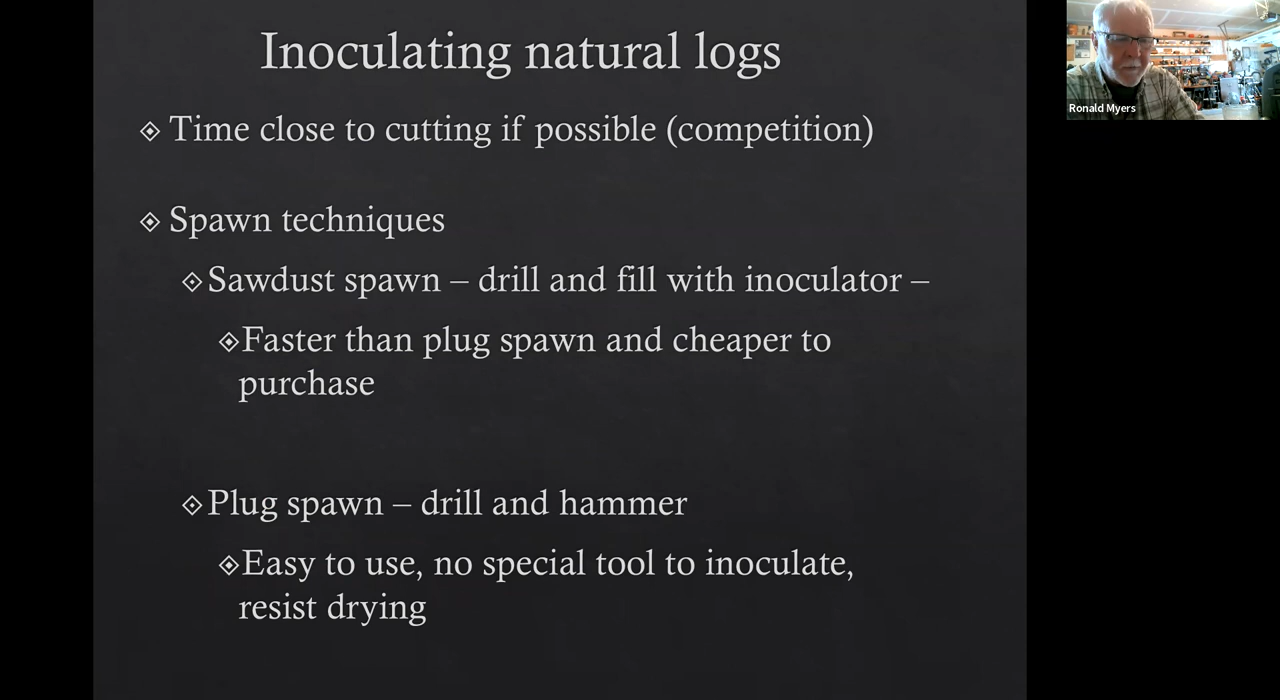 Inoculating natural logs
Time close to cutting if possible (competition)
Spawn techniques
Sawdust spawn – drill and fill with inoculator –
Faster than plug spawn and cheaper to
purchase
Plug spawn – drill and hammer
Easy to use, no special tool to inoculate,
resist drying
Ronald Myers